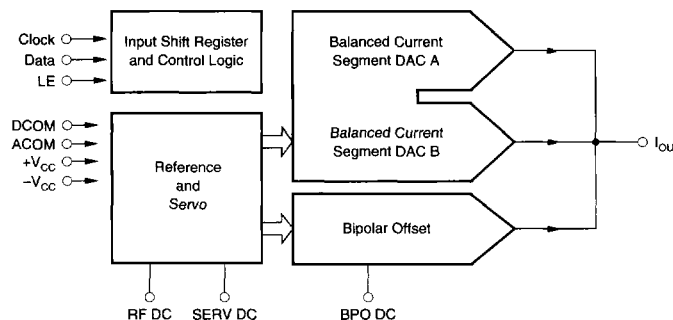 Clock
Data
LE
Input Shift Register
and Control Logic
Balanced Current
Segment DAC A
DCOM
ACOM
+VCC
−VCC
Reference
and
Servo
Balanced Current
Segment DAC B
IOU
Bipolar Offset
RF DC
SERV DC
BPO DC